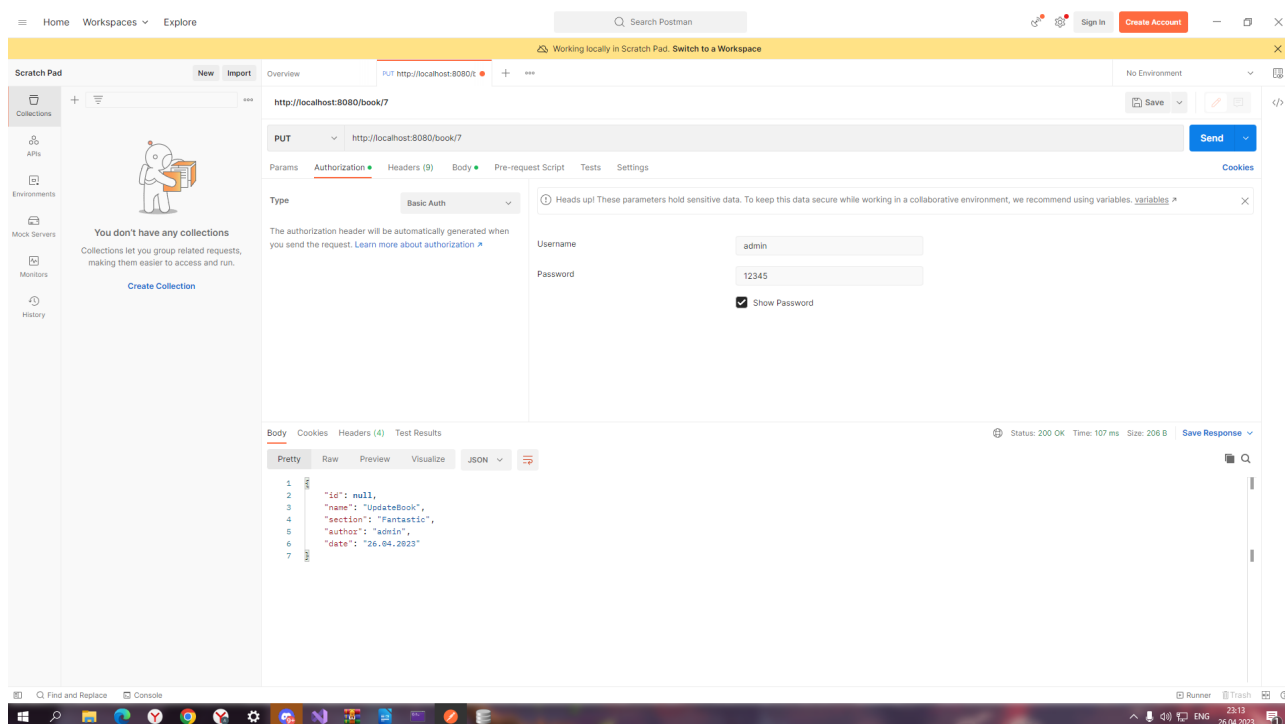 Home Workspaces Explore Search Postman Sign In Create Account
Working locally in Scratch Pad. Switch to a Workspace
Scratch Pad New Import Overview PUT http://localhost:8080/t No Environment
Collections
APIs
Environments
Mock Servers
Monitors
History
You don't have any collections
Collections let you group related requests,
making them easier to access and run.
Create Collection
http://localhost:8080/book/7 Save
PUT http://localhost:8080/book/7 Send
Params Authorization Headers (9) Body Pre-request Script Tests Settings Cookies
Type Basic Auth
The authorization header will be automatically generated when
you send the request. Learn more about authorization
Heads up! These parameters hold sensitive data. To keep this data secure while working in a collaborative environment, we recommend using variables. variables
Username admin
Password 12345
Show Password
Body Cookies Headers (4) Test Results Status: 200 OK Time: 107 ms Size: 206 B Save Response
Pretty Raw Preview Visualize JSON
1 {
2 "id": null,
3 "name": "UpdateBook",
4 "section": "Fantastic",
5 "author": "admin",
6 "date": "26.04.2023"
7 }
Find and Replace Console Runner Trash
ENG 23:13
26.04.2023